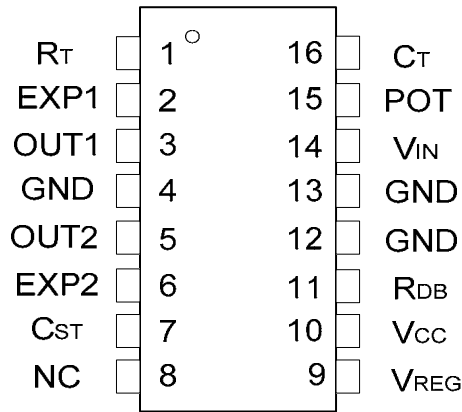 RT 1 16 CT
EXP1 2 15 POT
OUT1 3 14 VIN
GND 4 13 GND
OUT2 5 12 GND
EXP2 6 11 RDB
CST 7 10 VCC
NC 8 9 VREG